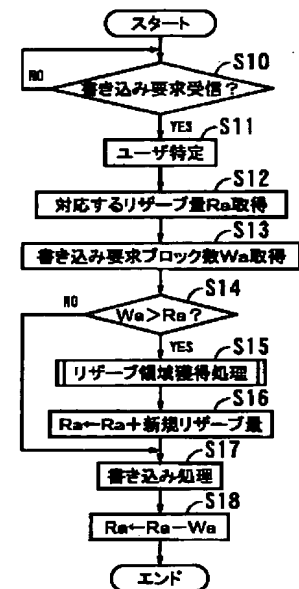 スタート
S10
NO
書き込み要求受信？
YES
S11
ユーザ特定
S12
対応するリザーブ量Ra取得
S13
書き込み要求ブロック数Wa取得
S14
NO
Wa>Ra？
YES
S15
リザーブ領域獲得処理
S16
Ra←Ra＋新規リザーブ量
S17
書き込み処理
S18
Ra←Ra−Wa
エンド